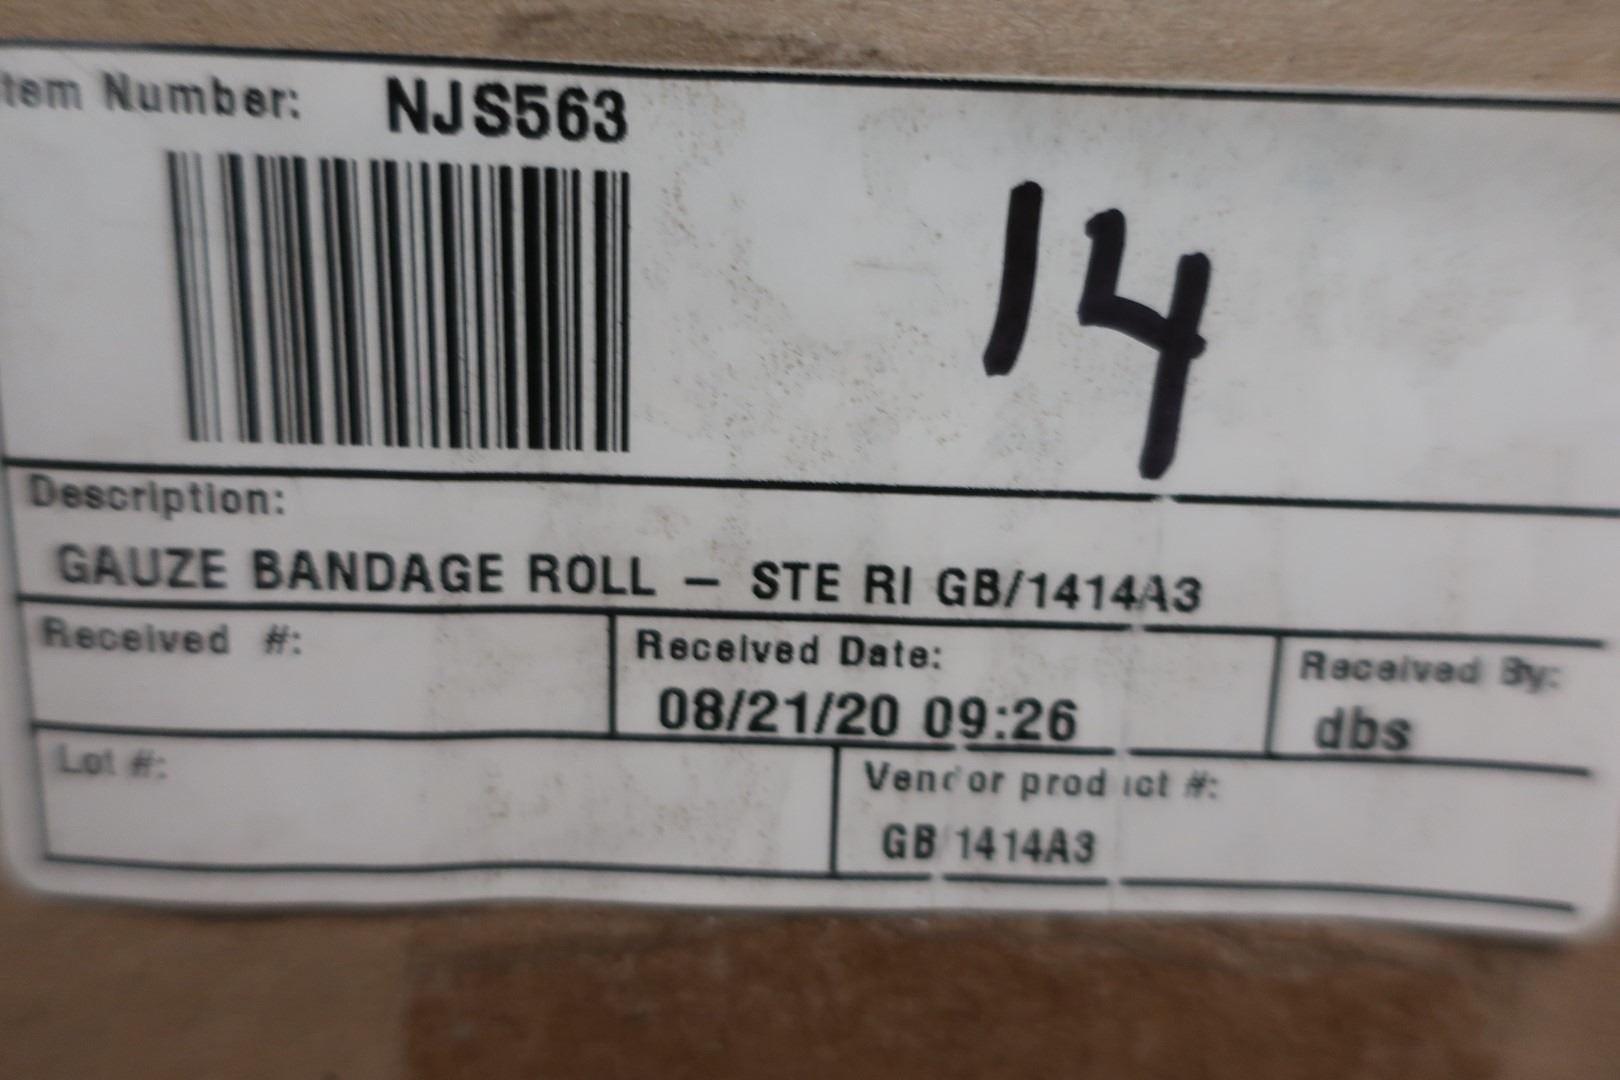 tem Number: NJS563
14
Description:
GAUZE BANDAGE ROLL – STE RI GB/1414A3
Received #:
Received Date:
08/21/20 09:26
Received By:
dbs
Lot #:
Vendor product #:
GB 1414A3